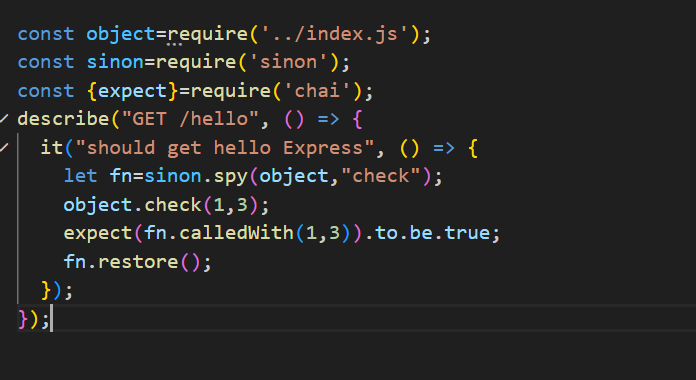 const object=require('../index.js');
const sinon=require('sinon');
const {expect}=require('chai');
describe("GET /hello", () => {
  it("should get hello Express", () => {
    let fn=sinon.spy(object,"check");
    object.check(1,3);
    expect(fn.calledWith(1,3)).to.be.true;
    fn.restore();
  });
});